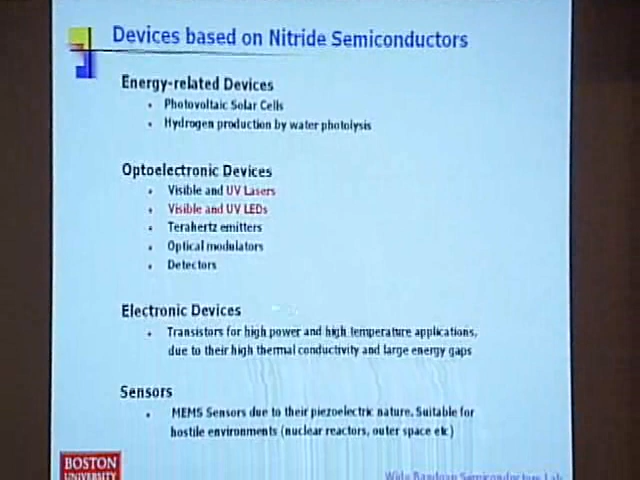 Devices based on Nitride Semiconductors
Energy-related Devices
• Photovoltaic Solar Cells
• Hydrogen production by water photolysis
Optoelectronic Devices
• Visible and UV Lasers
• Visible and UV LEDs
• Terahertz emitters
• Optical modulators
• Detectors
Electronic Devices
• Transistors for high power and high temperature applications,
due to their high thermal conductivity and large energy gaps
Sensors
• MEMS Sensors due to their piezoelectric nature. Suitable for
hostile environments (nuclear reactors, outer space etc)
BOSTON
UNIVERSITY
Wide Bandgap Semiconductors Lab